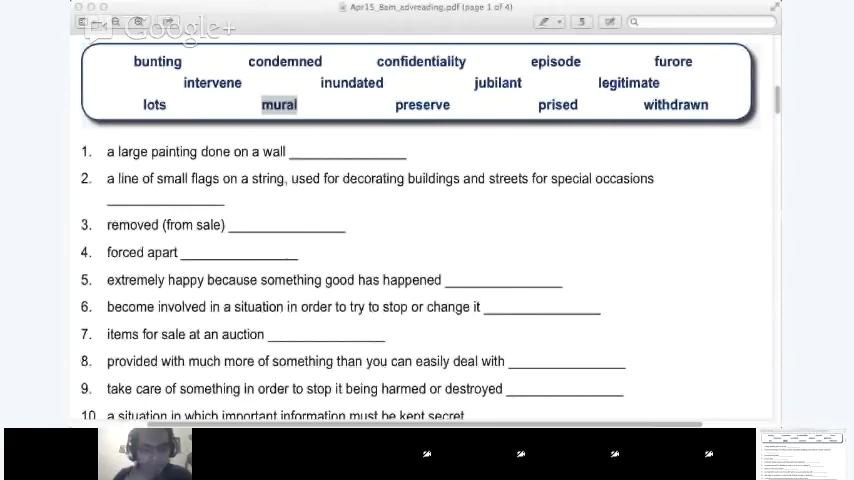 Apr15_8am_advreading.pdf (page 1 of 4)
Google+
bunting condemned confidentiality episode furore
intervene inundated jubilant legitimate
lots mural preserve prised withdrawn
1. a large painting done on a wall
2. a line of small flags on a string, used for decorating buildings and streets for special occasions
3. removed (from sale)
4. forced apart
5. extremely happy because something good has happened
6. become involved in a situation in order to try to stop or change it
7. items for sale at an auction
8. provided with much more of something than you can easily deal with
9. take care of something in order to stop it being harmed or destroyed
10. a situation in which important information must be kept secret